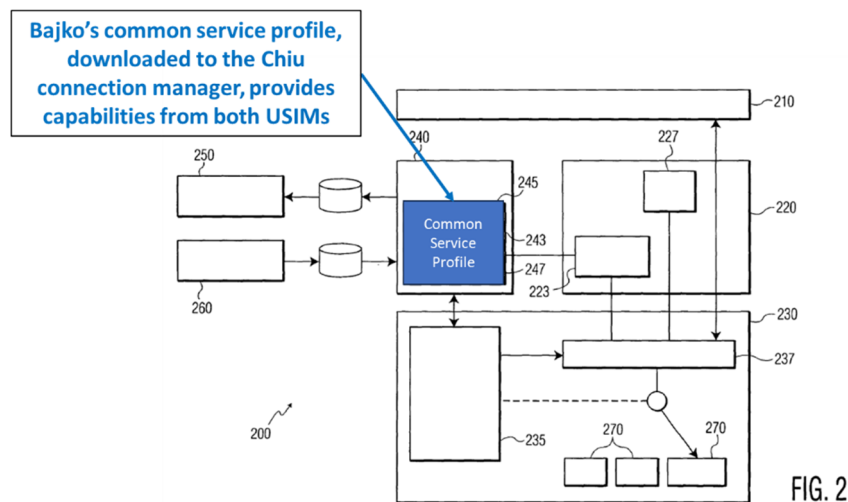 Bajko's common service profile,
downloaded to the Chiu
connection manager, provides
capabilities from both USIMs
210
240
227
250
245
220
Common
Service
Profile
243
247
223
260
230
237
200
235
270
270
FIG. 2